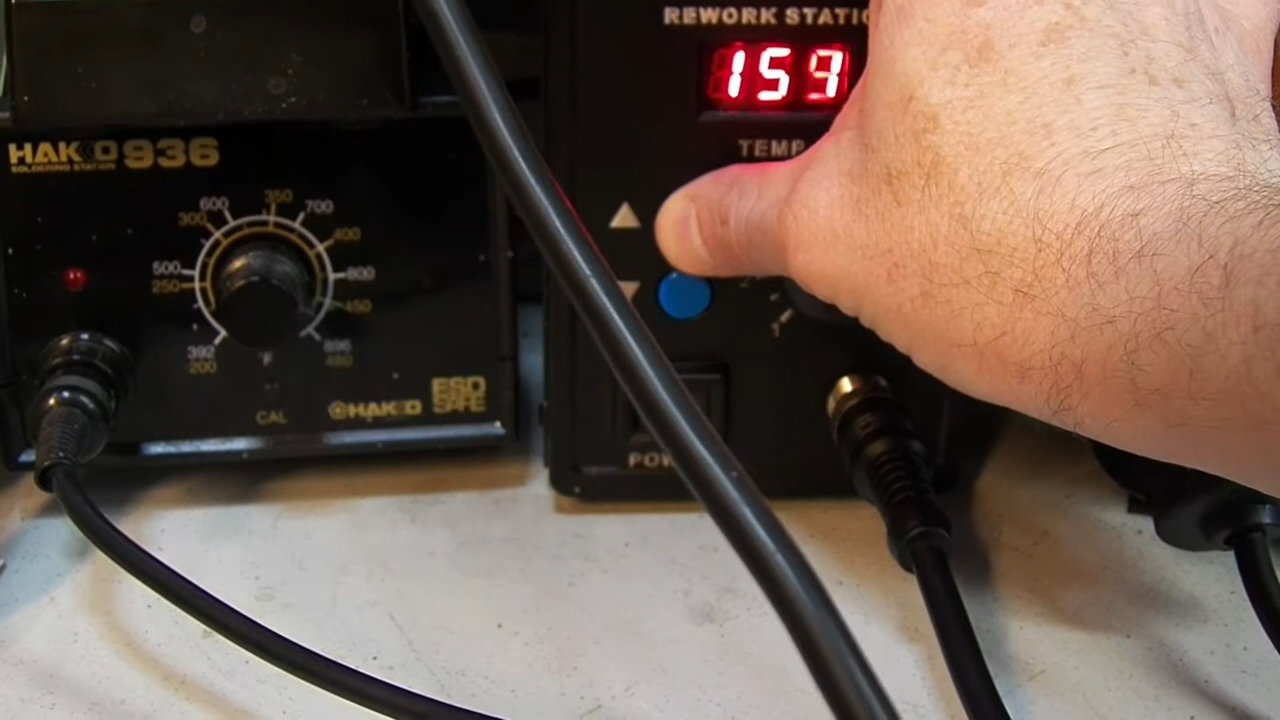 HAKKO 936
SOLDERING STATION
350
600
700
300
400
500
800
250
450
392
896
200
480
°F
CAL
HAKKO
ESD
SAFE
REWORK STATIO
159
TEMP
POW